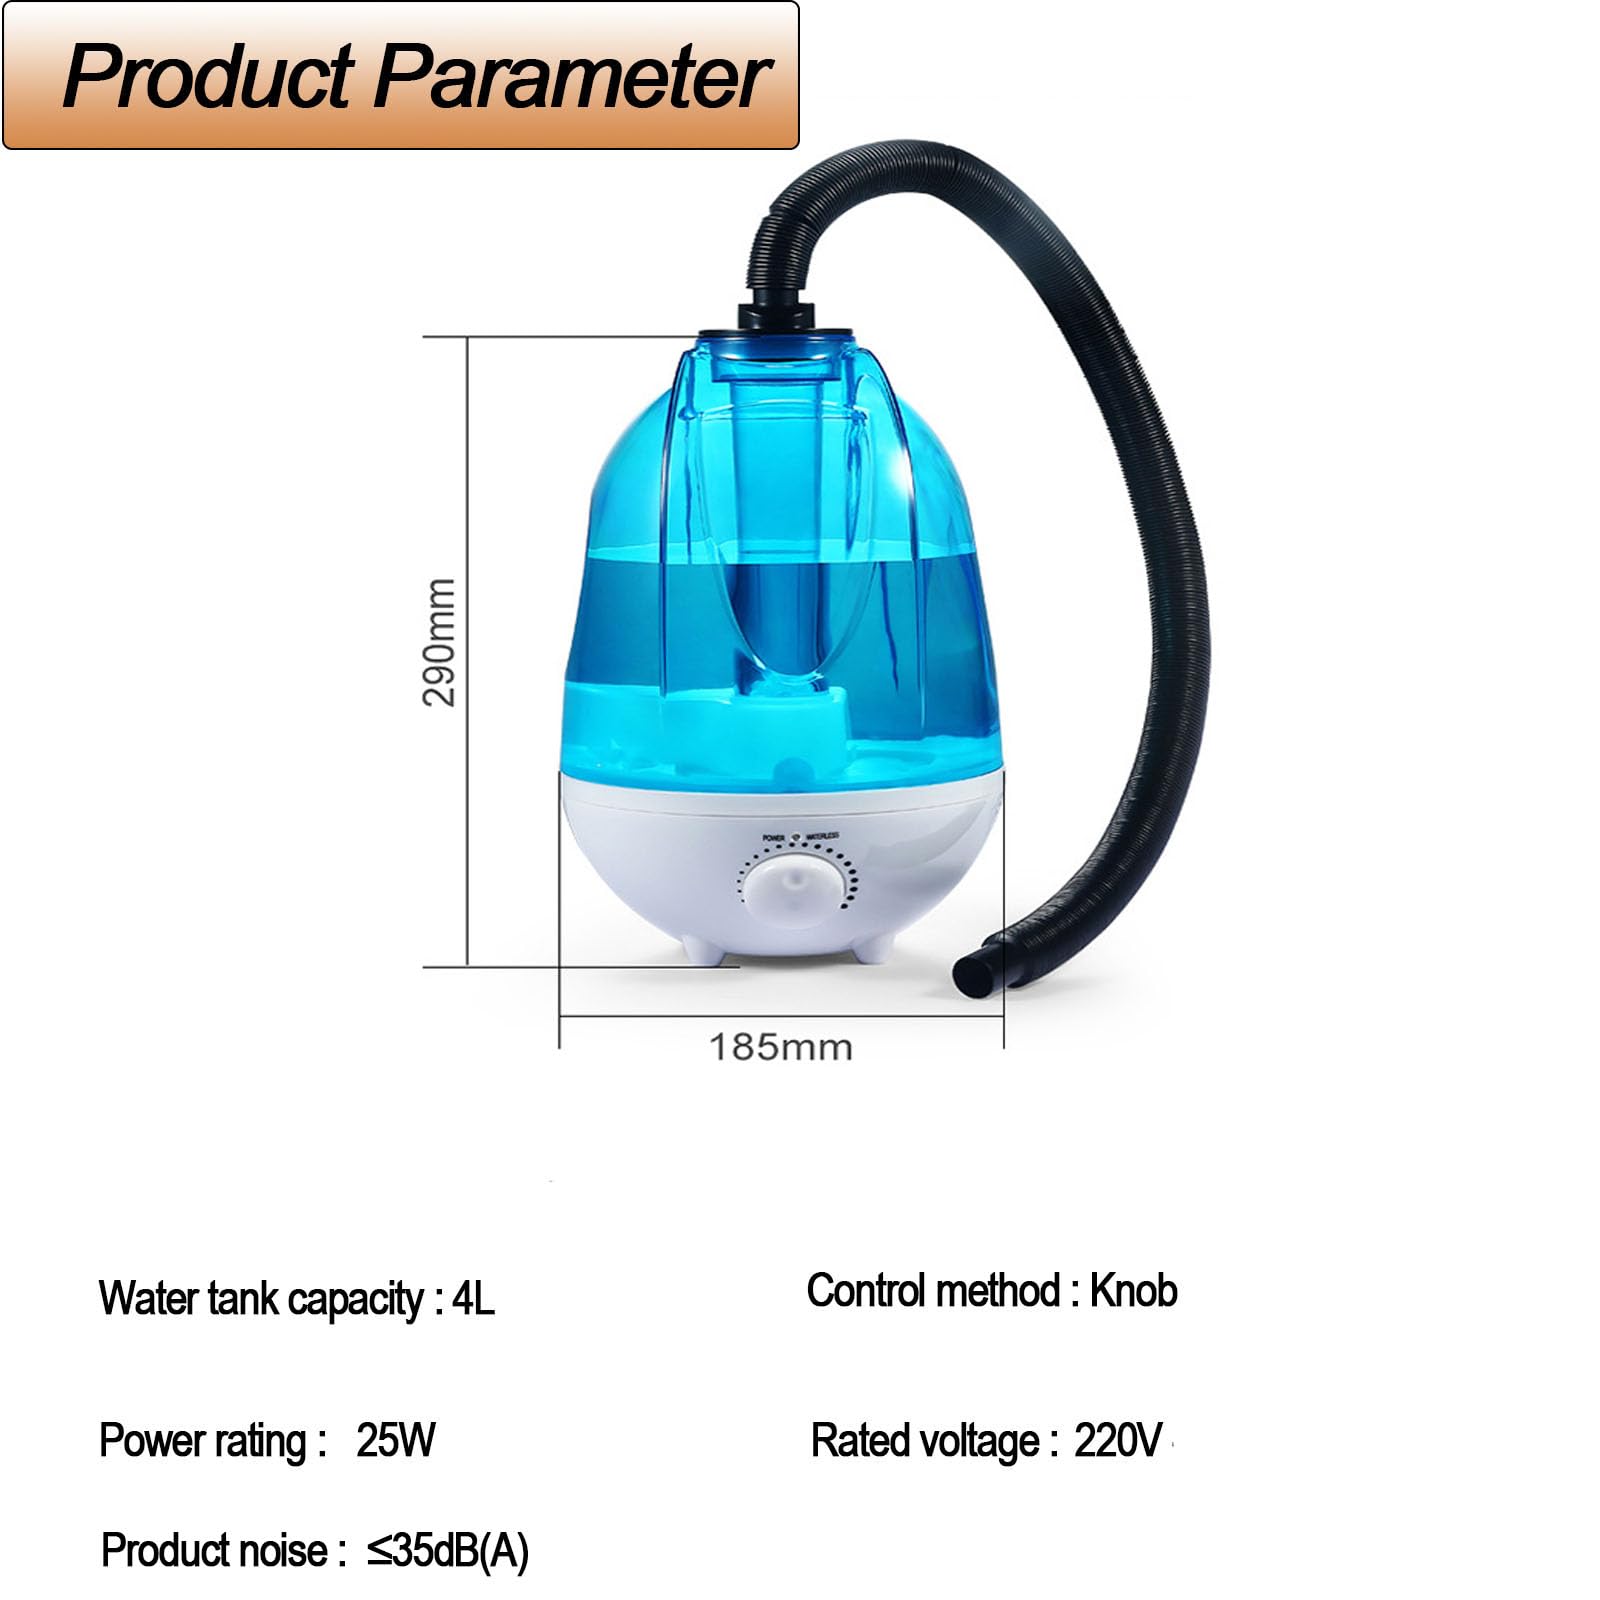 Product Parameter
290mm
POWER WATERLESS
185mm
Water tank capacity : 4L
Control method : Knob
Power rating : 25W
Rated voltage : 220V
Product noise : ≤35dB(A)